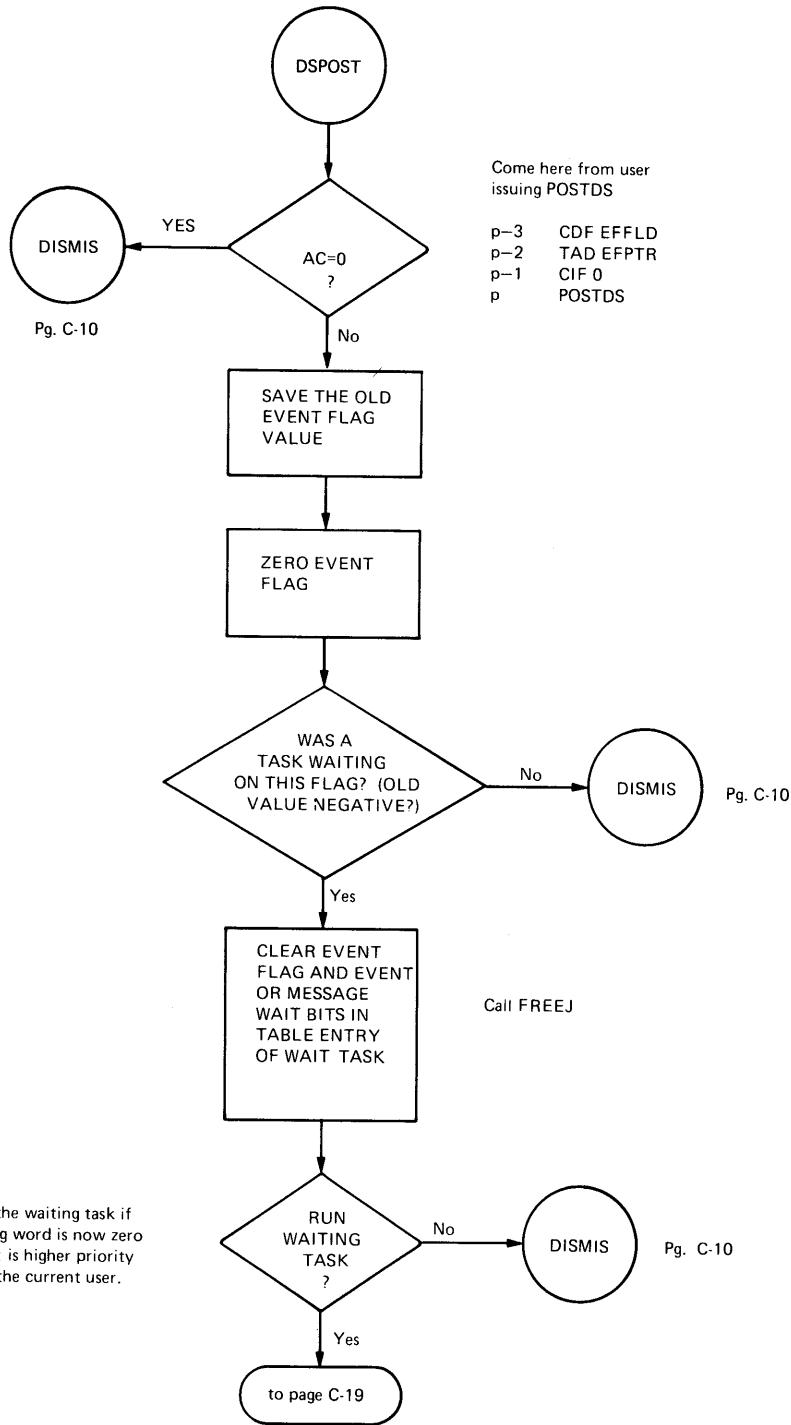 DSPOST
Come here from user
issuing POSTDS
p−3 CDF EFFLD
p−2 TAD EFPTR
p−1 CIF 0
p POSTDS
YES
DISMIS
AC=0
?
Pg. C-10
No
SAVE THE OLD
EVENT FLAG
VALUE
ZERO EVENT
FLAG
WAS A
TASK WAITING
ON THIS FLAG? (OLD
VALUE NEGATIVE?)
No
DISMIS
Pg. C-10
Yes
CLEAR EVENT
FLAG AND EVENT
OR MESSAGE
WAIT BITS IN
TABLE ENTRY
OF WAIT TASK
Call FREEJ
the waiting task if
word is now zero
is higher priority
the current user.
RUN
WAITING
TASK
?
No
DISMIS
Pg. C-10
Yes
to page C-19